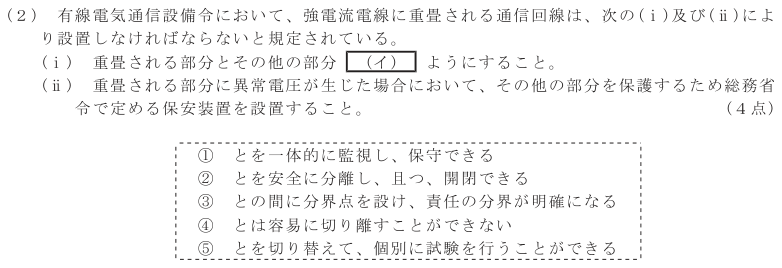 (2) 有線電気通信設備令において、強電流電線に重畳される通信回線は、次の(ⅰ)及び(ⅱ)によ
り設置しなければならないと規定されている。
(ⅰ) 重畳される部分とその他の部分 (イ) ようにすること。
(ⅱ) 重畳される部分に異常電圧が生じた場合において、その他の部分を保護するため総務省
令で定める保安装置を設置すること。 (4点)
① とを一体的に監視し、保守できる
② とを安全に分離し、且つ、開閉できる
③ との間に分界点を設け、責任の分界が明確になる
④ とは容易に切り離すことができない
⑤ とを切り替えて、個別に試験を行うことができる